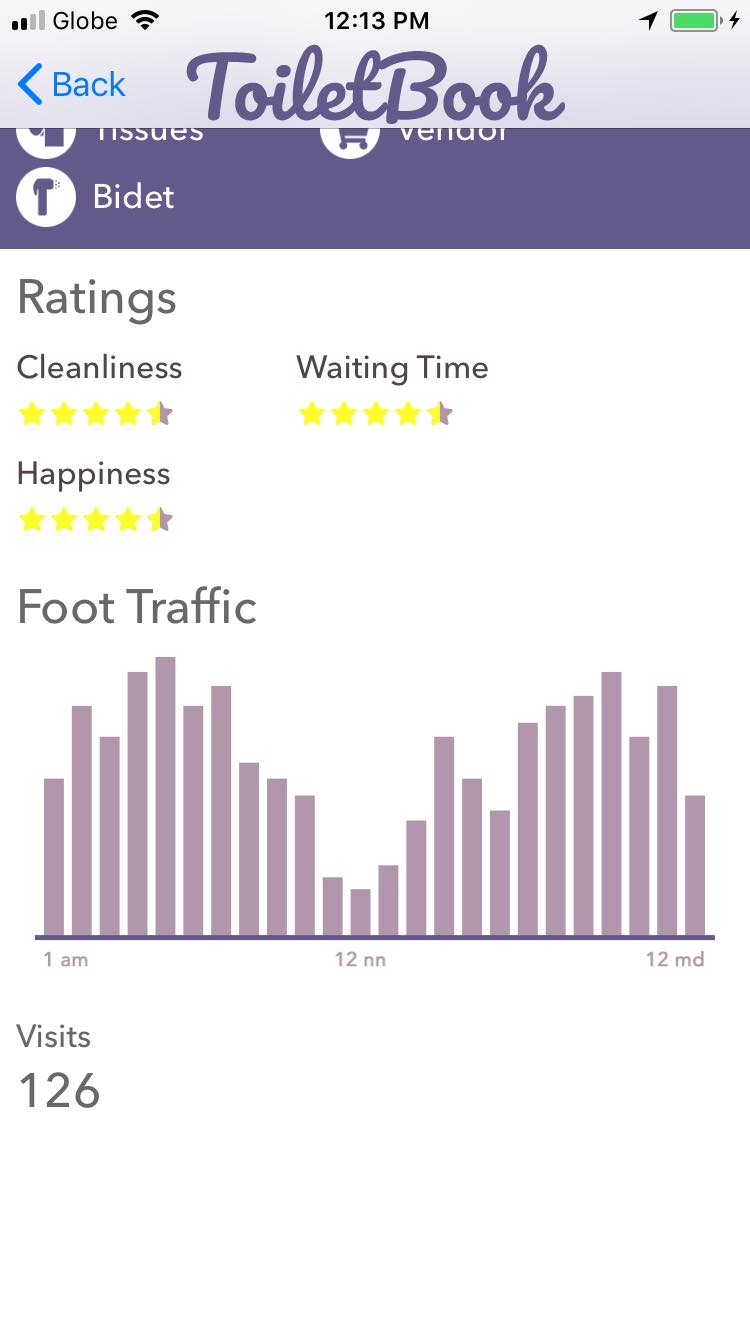 Globe 12:13 PM
Back ToiletBook
Tissues Vendor
Bidet
Ratings
Cleanliness Waiting Time
Happiness
Foot Traffic
1 am 12 nn 12 md
Visits
126